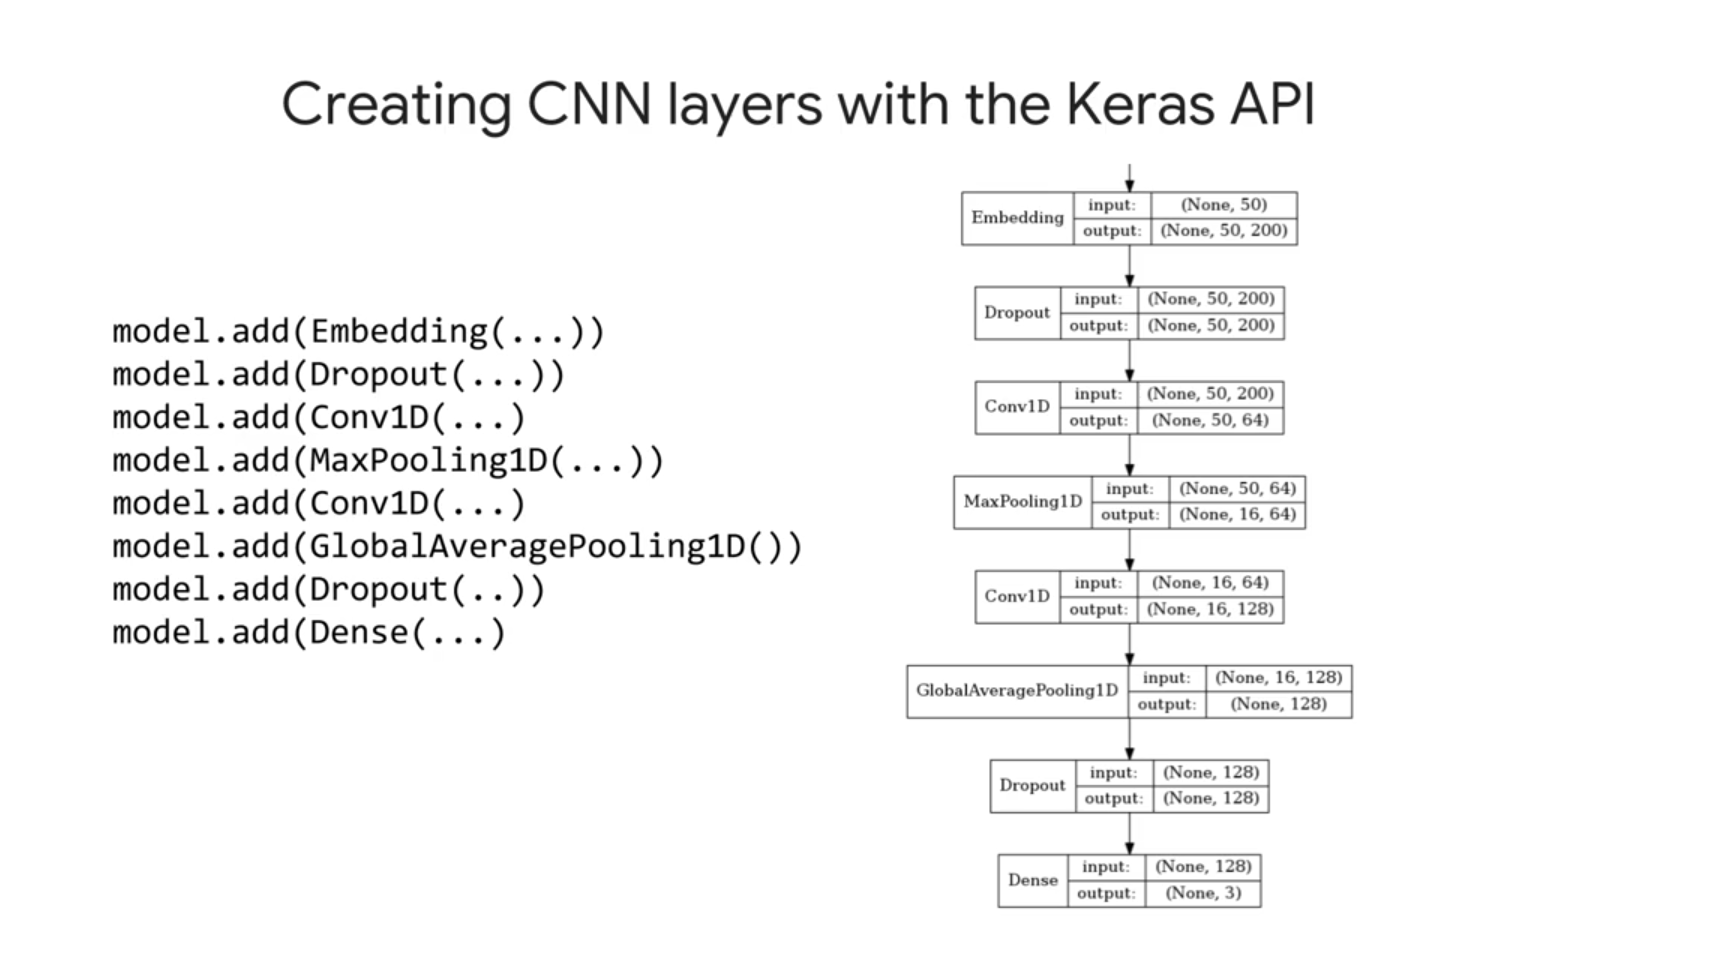 Creating CNN layers with the Keras API
model.add(Embedding(...))
model.add(Dropout(...))
model.add(Conv1D(...)
model.add(MaxPooling1D(...))
model.add(Conv1D(...)
model.add(GlobalAveragePooling1D())
model.add(Dropout(..))
model.add(Dense(...)
Embedding
input: (None, 50)
output: (None, 50, 200)
Dropout
input: (None, 50, 200)
output: (None, 50, 200)
Conv1D
input: (None, 50, 200)
output: (None, 50, 64)
MaxPooling1D
input: (None, 50, 64)
output: (None, 16, 64)
Conv1D
input: (None, 16, 64)
output: (None, 16, 128)
GlobalAveragePooling1D
input: (None, 16, 128)
output: (None, 128)
Dropout
input: (None, 128)
output: (None, 128)
Dense
input: (None, 128)
output: (None, 3)